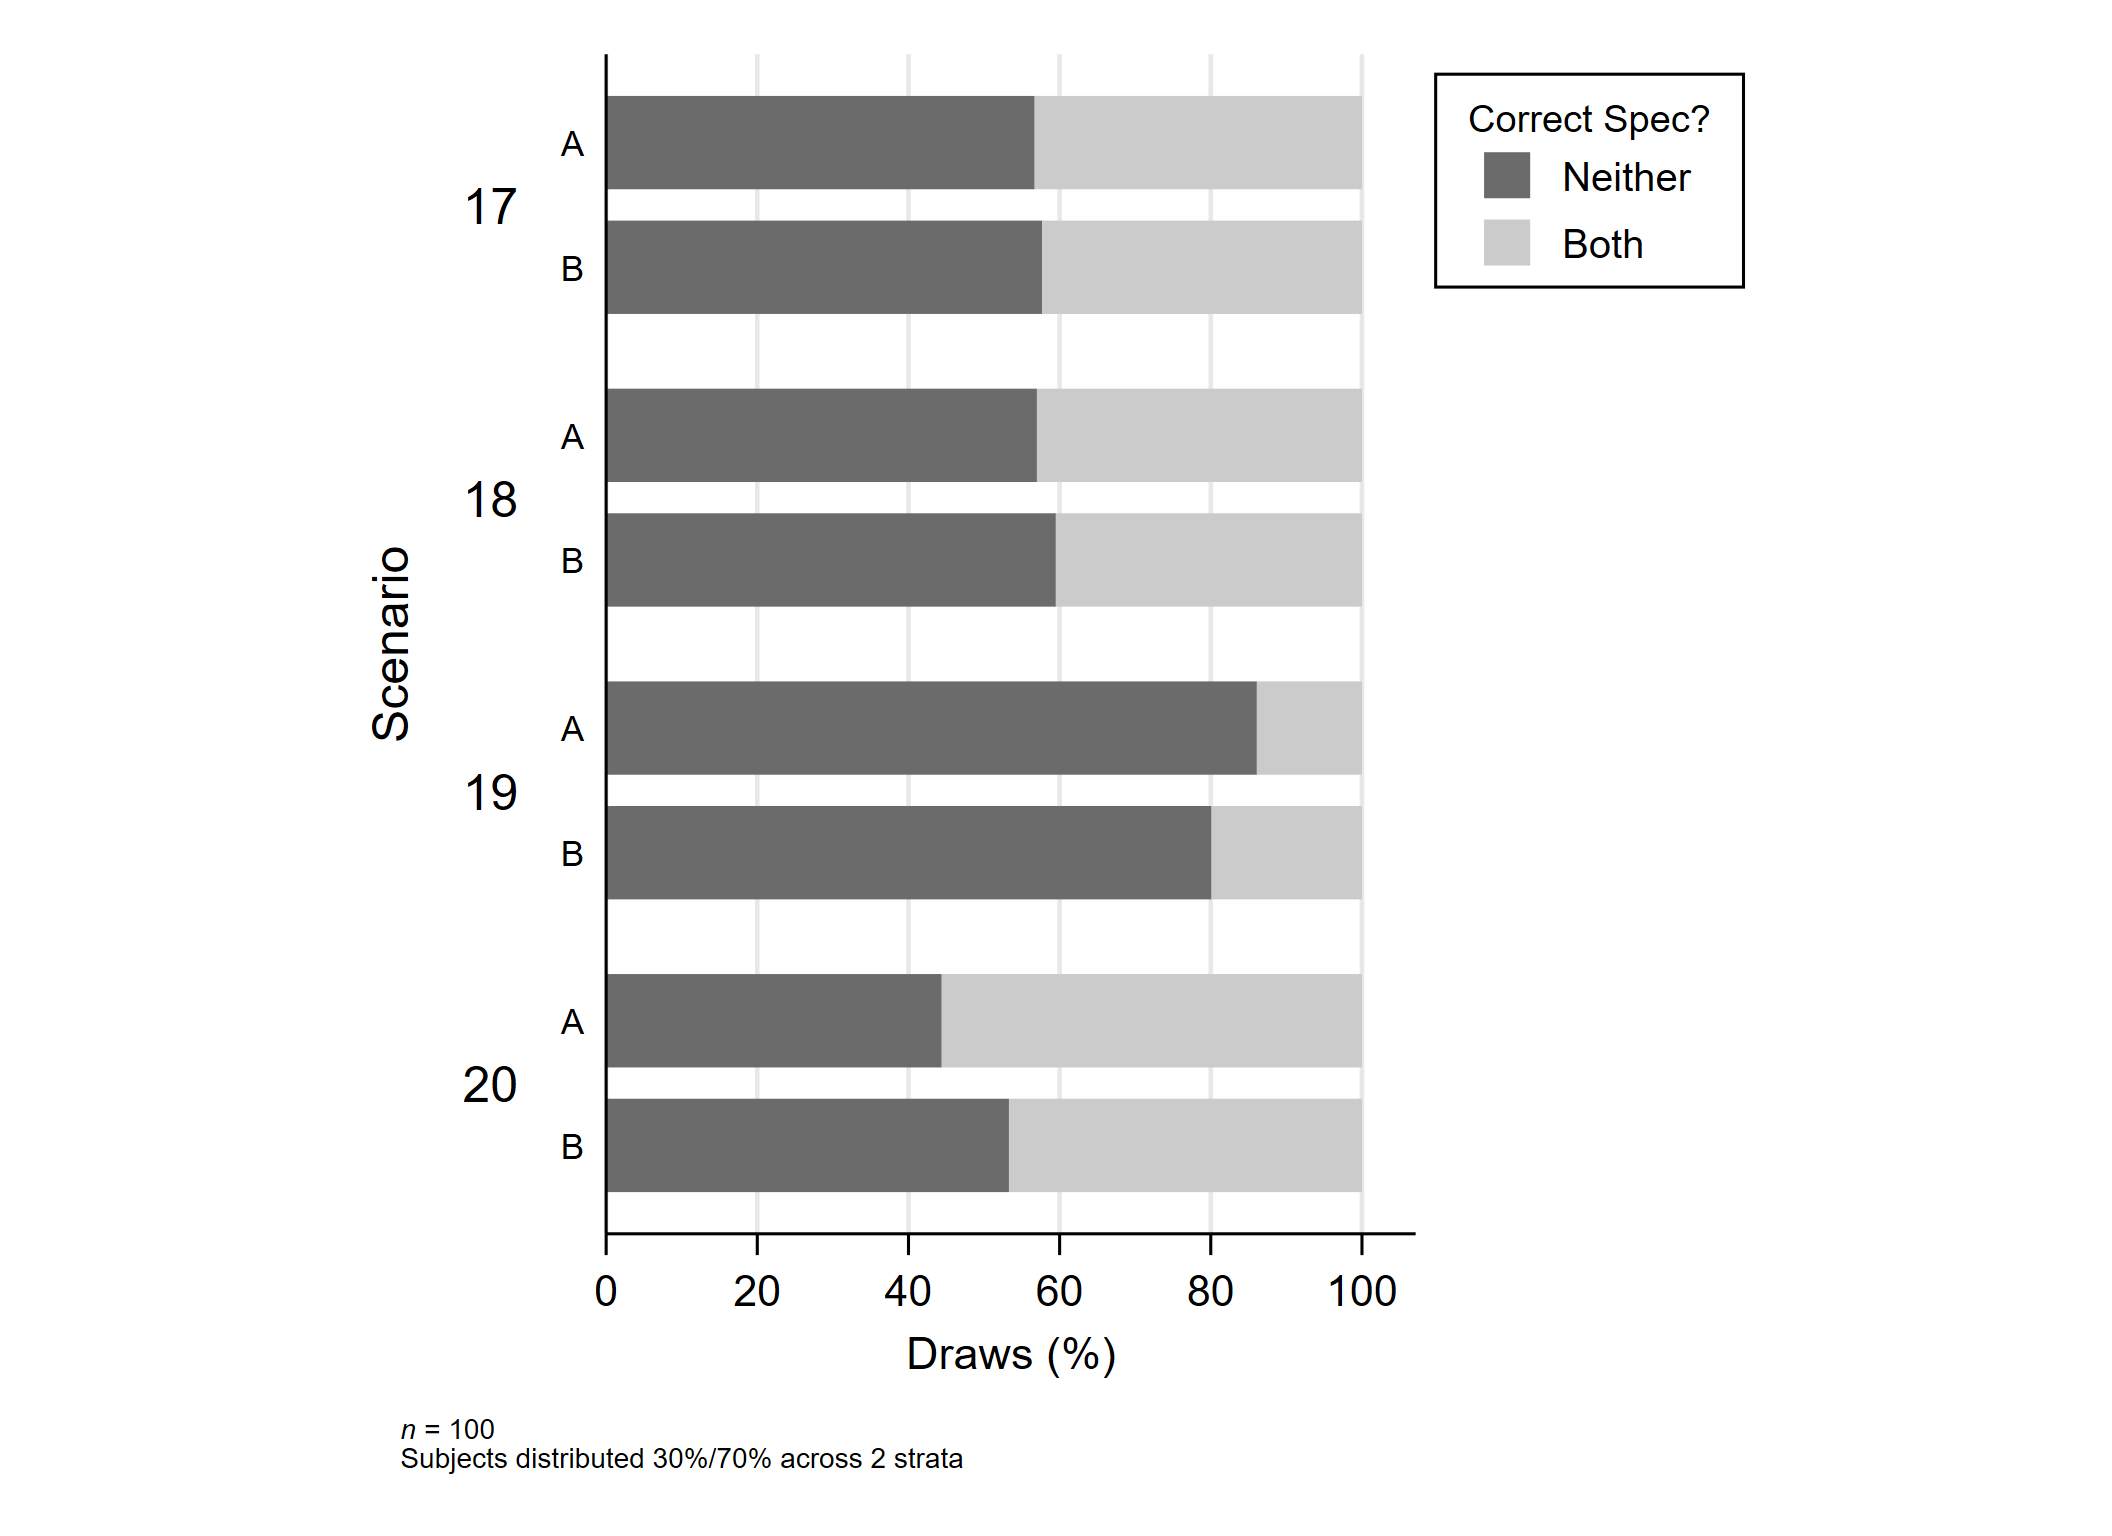 Correct Spec?
Neither
Both
Scenario
17
A
B
18
A
B
19
A
B
20
A
B
0 20 40 60 80 100
Draws (%)
n = 100
Subjects distributed 30%/70% across 2 strata